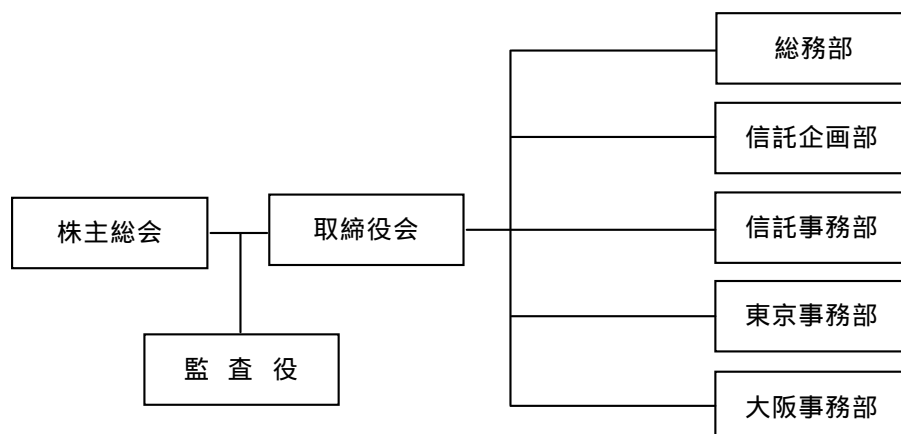 総務部
信託企画部
株主総会
取締役会
信託事務部
東京事務部
監査役
大阪事務部